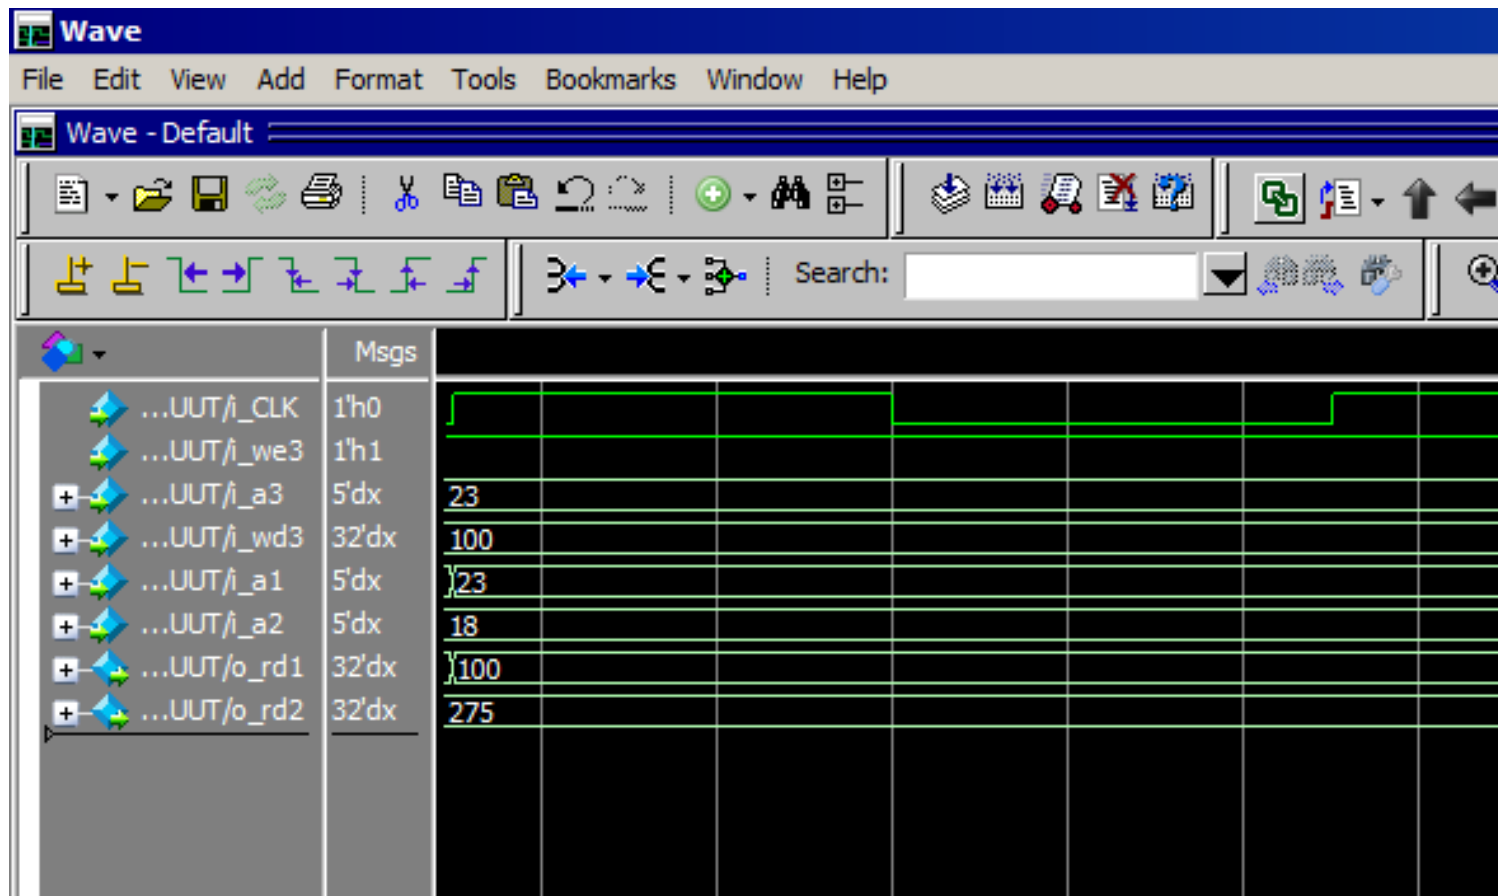 Wave
File Edit View Add Format Tools Bookmarks Window Help
Wave - Default
Search:
Msgs
...UUT/i_CLK 1'h0
...UUT/i_we3 1'h1
...UUT/i_a3 5'dx 23
...UUT/i_wd3 32'dx 100
...UUT/i_a1 5'dx 23
...UUT/i_a2 5'dx 18
...UUT/o_rd1 32'dx 100
...UUT/o_rd2 32'dx 275